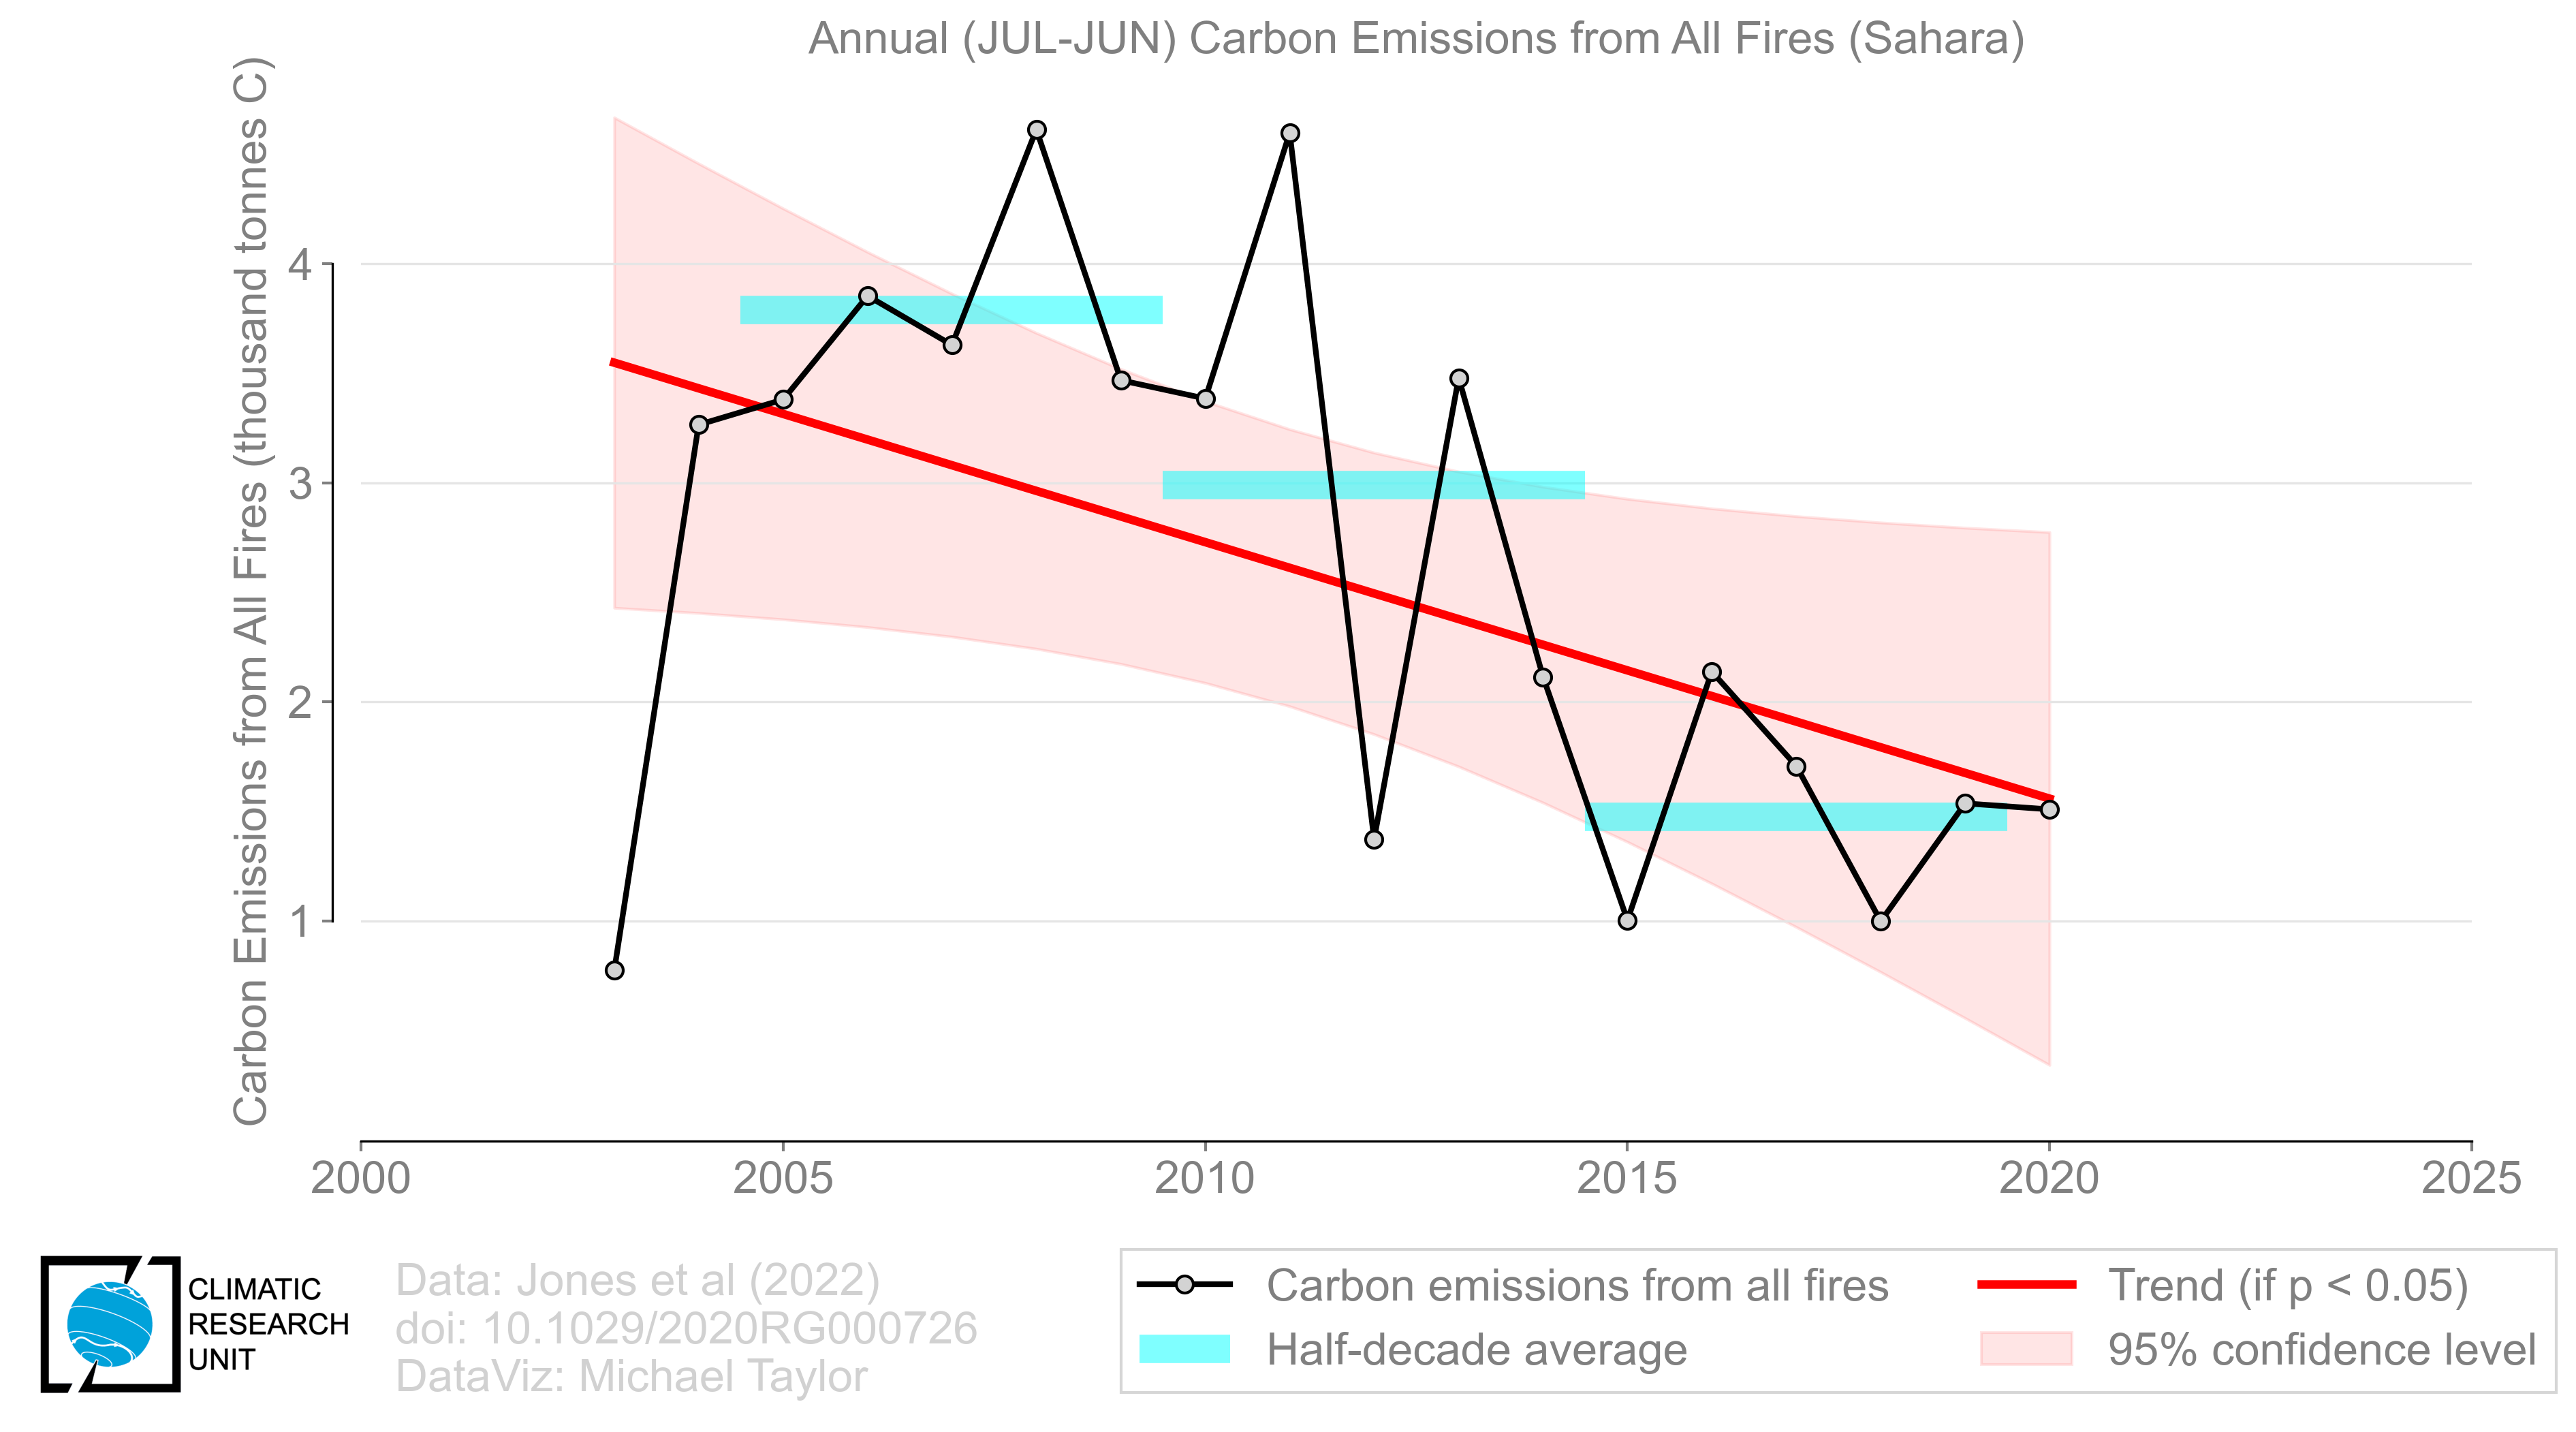 Annual (JUL-JUN) Carbon Emissions from All Fires (Sahara)
Carbon Emissions from All Fires (thousand tonnes C)
4
3
2
1
2000 2005 2010 2015 2020 2025
CLIMATIC
RESEARCH
UNIT
Data: Jones et al (2022)
doi: 10.1029/2020RG000726
DataViz: Michael Taylor
Carbon emissions from all fires
Half-decade average
Trend (if p < 0.05)
95% confidence level